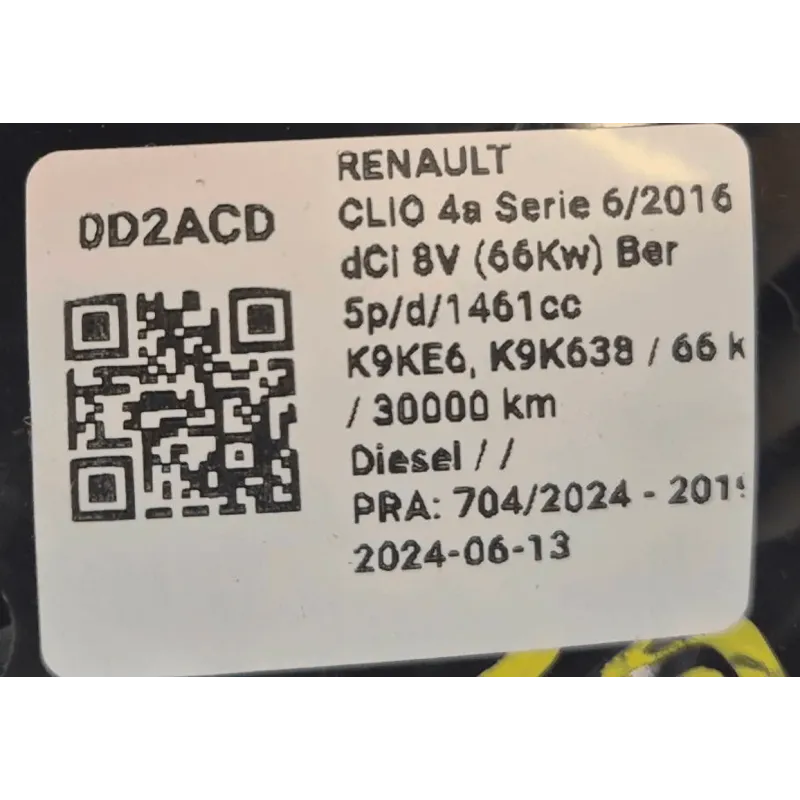 0D2ACD
RENAULT
CLIO 4a Serie 6/2016
dCi 8V (66Kw) Ber
5p/d/1461cc
K9KE6, K9K638 / 66 k
/ 30000 km
Diesel / /
PRA: 704/2024 - 2019
2024-06-13